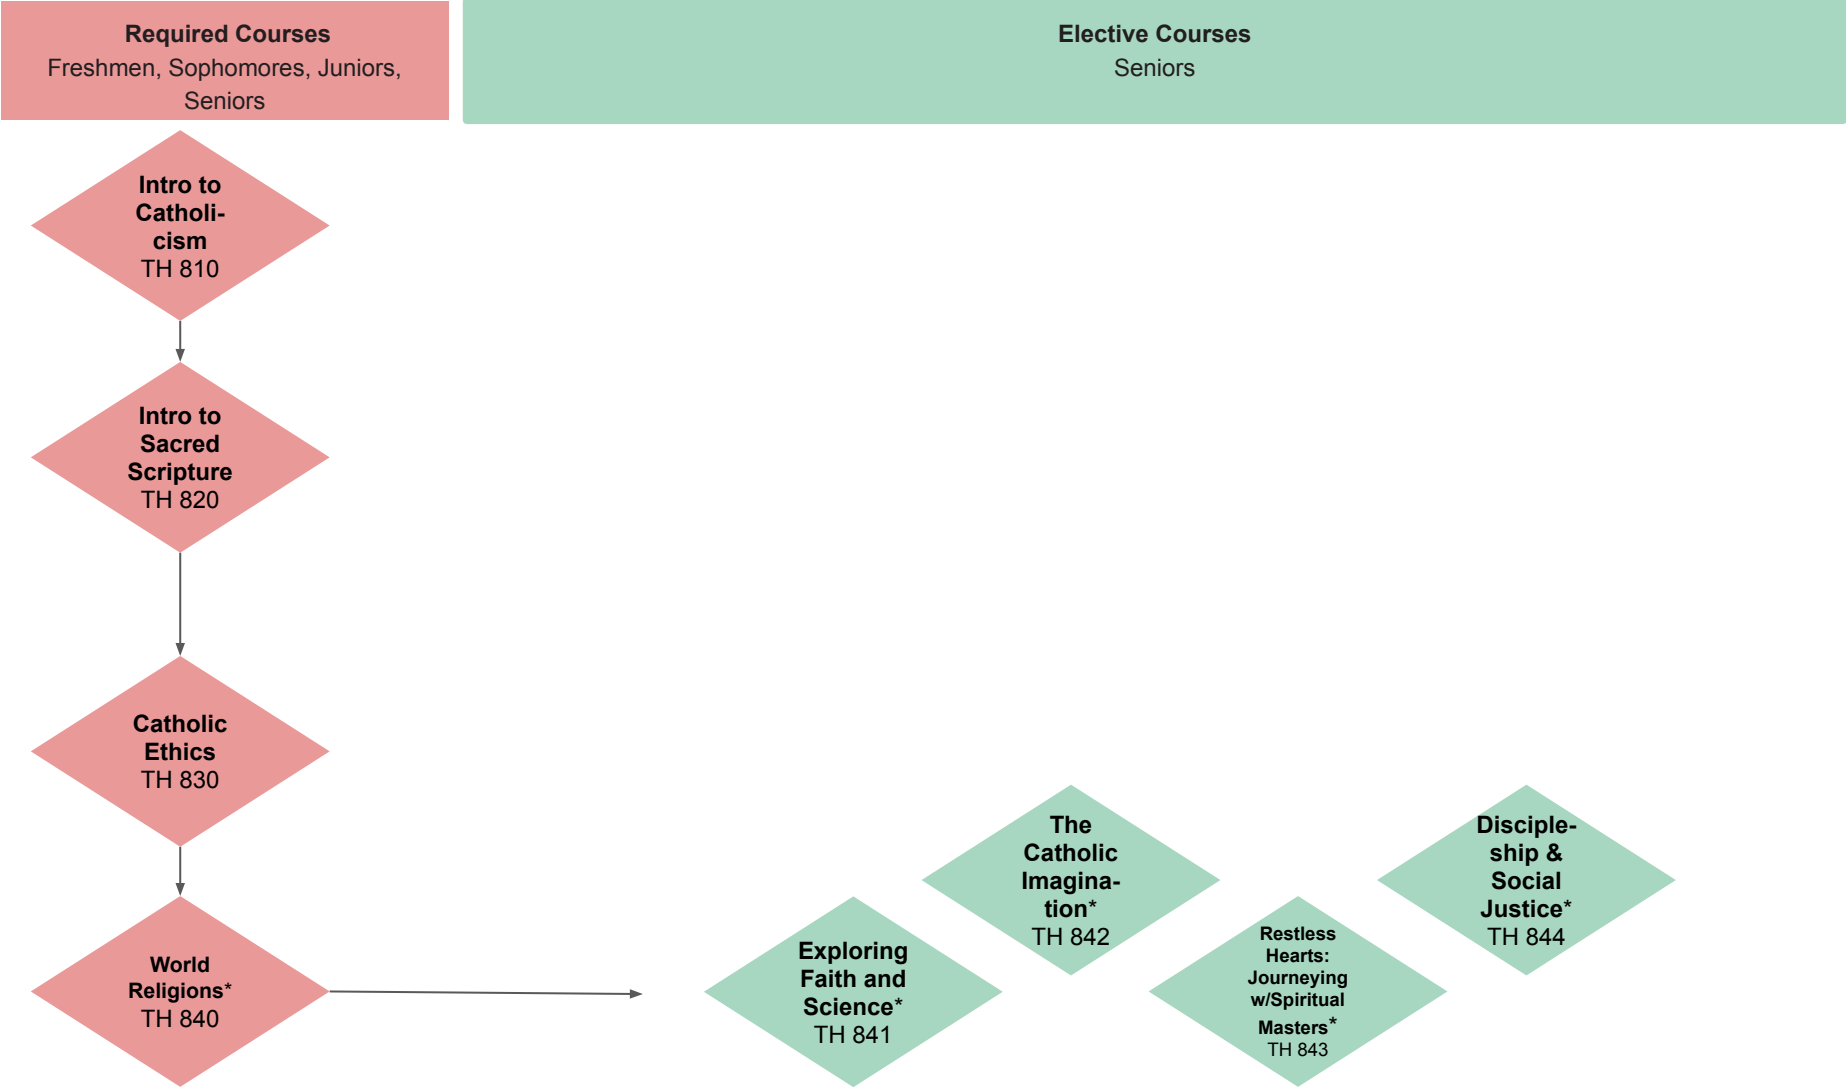 Required Courses
Freshmen, Sophomores, Juniors,
Seniors
Elective Courses
Seniors
Intro to
Catholi-
cism
TH 810
Intro to
Sacred
Scripture
TH 820
Catholic
Ethics
TH 830
World
Religions*
TH 840
Exploring
Faith and
Science*
TH 841
The
Catholic
Imagina-
tion*
TH 842
Restless
Hearts:
Journeying
w/Spiritual
Masters*
TH 843
Disciple-
ship &
Social
Justice*
TH 844